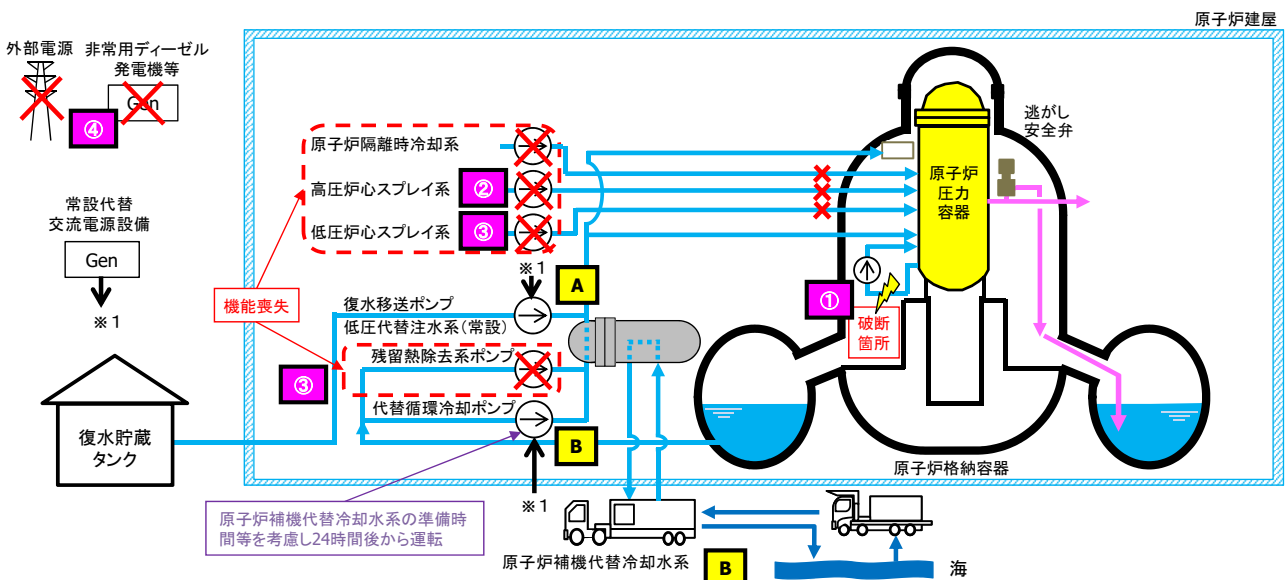 原子炉建屋
外部電源
非常用ディーゼル
発電機等
Gen
④
常設代替
交流電源設備
Gen
※1
復水貯蔵
タンク
機能喪失
原子炉隔離時冷却系
高圧炉心スプレイ系
②
低圧炉心スプレイ系
③
※1
A
復水移送ポンプ
低圧代替注水系(常設)
③
残留熱除去系ポンプ
代替循環冷却ポンプ
B
※1
原子炉補機代替冷却水系の準備時
間等を考慮し24時間後から運転
逃がし
安全弁
原子炉
圧力
容器
①
破断
箇所
原子炉格納容器
原子炉補機代替冷却水系
B
海